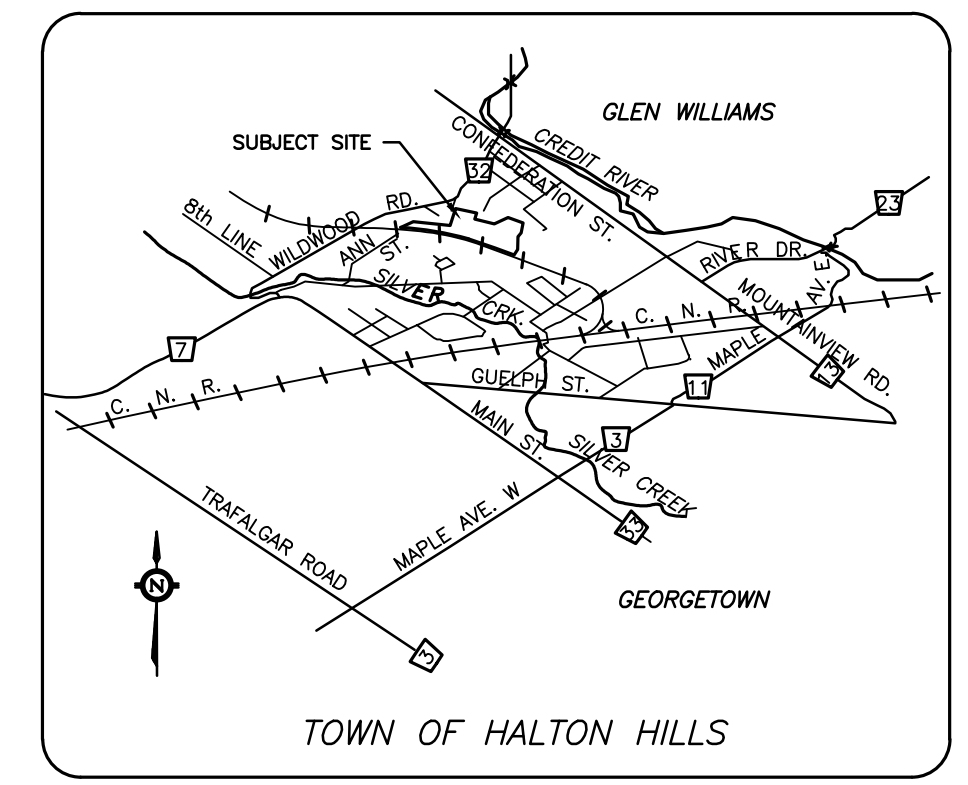 GLEN WILLIAMS
SUBJECT SITE
CONFEDERATION ST.
CREDIT RIVER
32
23
8th LINE
WILDWOOD RD.
ANN ST.
RIVER DR.
SILVER CRK.
MAPLE AV. E
MOUNTAINVIEW RD.
C. N. R.
7
13
C. N. R.
GUELPH ST.
11
MAIN ST.
3
SILVER CREEK
33
TRAFALGAR ROAD
MAPLE AVE. W
N
GEORGETOWN
3
TOWN OF HALTON HILLS